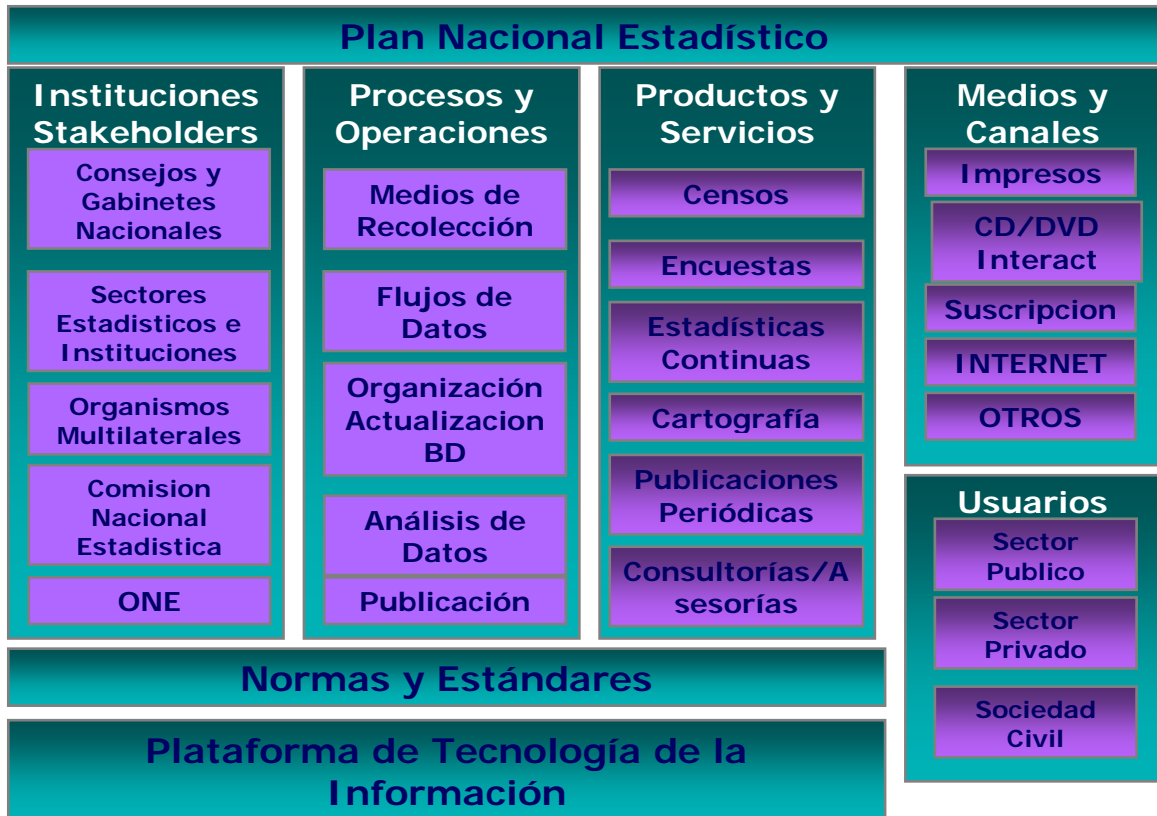 Plan Nacional Estadístico
Instituciones
Stakeholders
Consejos y
Gabinetes
Nacionales
Sectores
Estadisticos e
Instituciones
Organismos
Multilaterales
Comision
Nacional
Estadistica
ONE
Procesos y
Operaciones
Medios de
Recolección
Flujos de
Datos
Organización
Actualizacion
BD
Análisis de
Datos
Publicación
Productos y
Servicios
Censos
Encuestas
Estadísticas
Continuas
Cartografía
Publicaciones
Periódicas
Consultorías/A
sesorías
Medios y
Canales
Impresos
CD/DVD
Interact
Suscripcion
INTERNET
OTROS
Usuarios
Sector
Publico
Sector
Privado
Sociedad
Civil
Normas y Estándares
Plataforma de Tecnología de la
Información